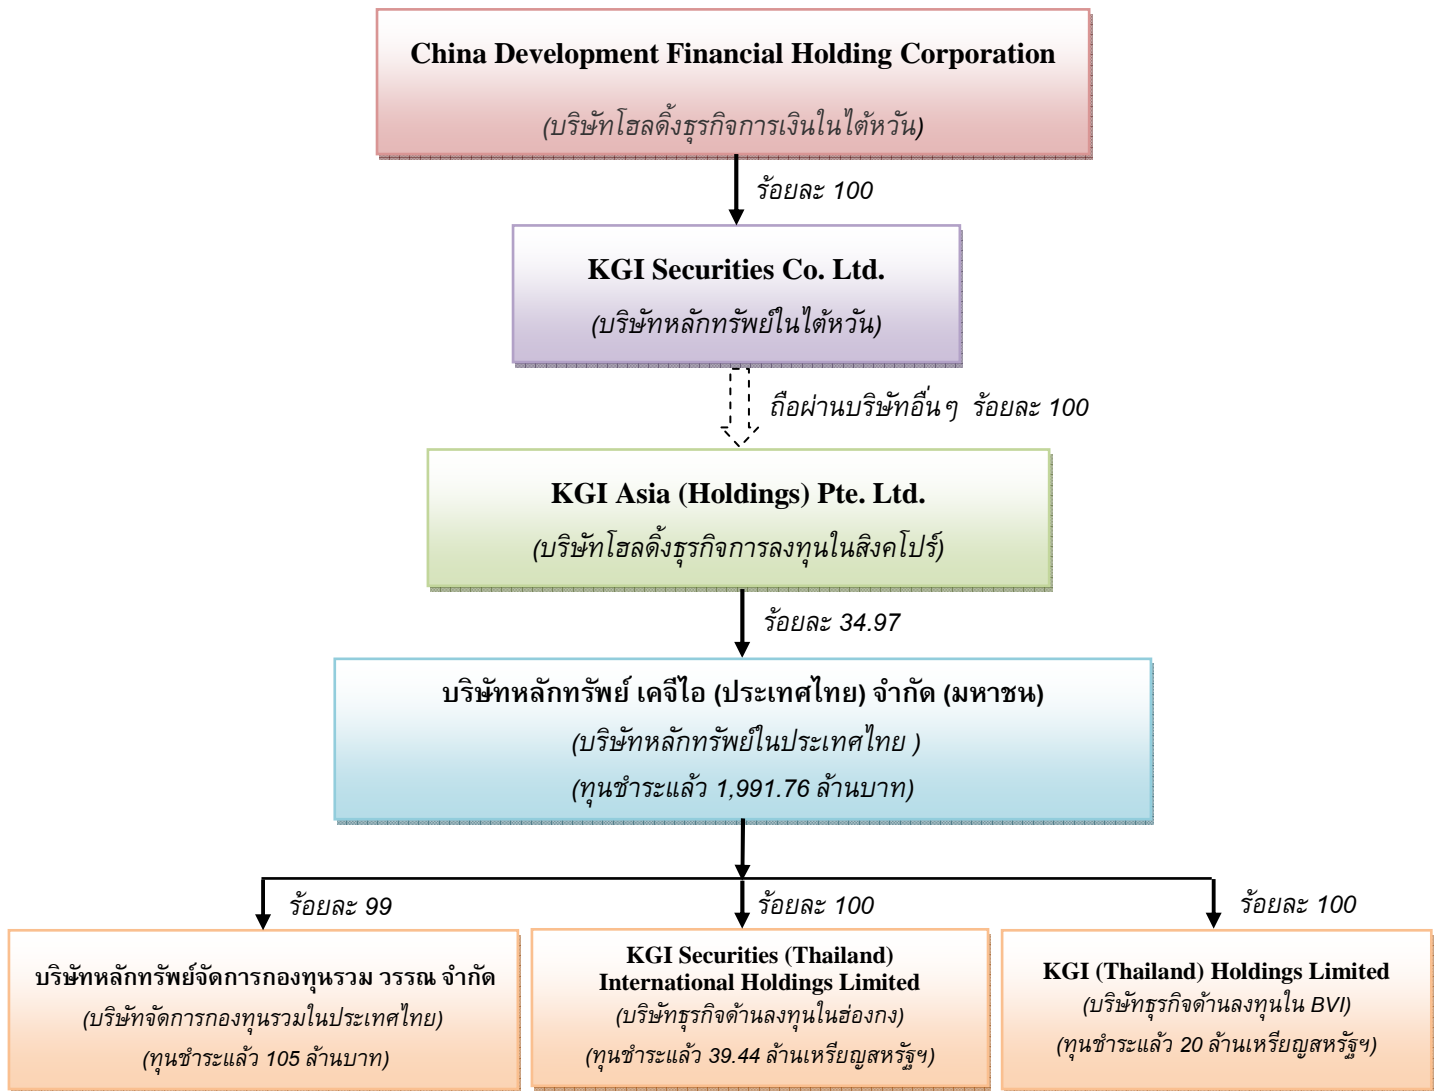 China Development Financial Holding Corporation
(บริษัทโฮลดิ้งธุรกิจการเงินในไต้หวัน)
ร้อยละ 100
KGI Securities Co. Ltd.
(บริษัทหลักทรัพย์ในไต้หวัน)
ถือผ่านบริษัทอื่นๆ ร้อยละ 100
KGI Asia (Holdings) Pte. Ltd.
(บริษัทโฮลดิ้งธุรกิจการลงทุนในสิงคโปร์)
ร้อยละ 34.97
บริษัทหลักทรัพย์ เคจีไอ (ประเทศไทย) จำกัด (มหาชน)
(บริษัทหลักทรัพย์ในประเทศไทย )
(ทุนชำระแล้ว 1,991.76 ล้านบาท)
ร้อยละ 99
บริษัทหลักทรัพย์จัดการกองทุนรวม วรรณ จำกัด
(บริษัทจัดการกองทุนรวมในประเทศไทย)
(ทุนชำระแล้ว 105 ล้านบาท)
ร้อยละ 100
KGI Securities (Thailand)
International Holdings Limited
(บริษัทธุรกิจด้านลงทุนในฮ่องกง)
(ทุนชำระแล้ว 39.44 ล้านเหรียญสหรัฐฯ)
ร้อยละ 100
KGI (Thailand) Holdings Limited
(บริษัทธุรกิจด้านลงทุนใน BVI)
(ทุนชำระแล้ว 20 ล้านเหรียญสหรัฐฯ)